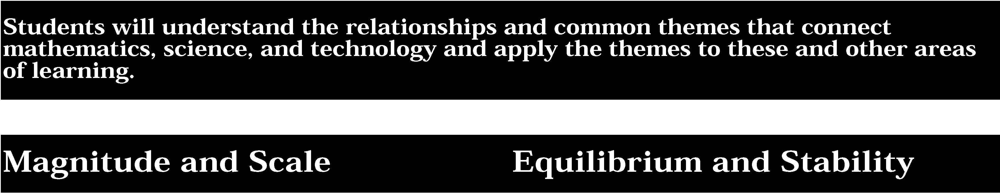 Students will understand the relationships and common themes that connect
mathematics, science, and technology and apply the themes to these and other areas
of learning.
Magnitude and Scale
Equilibrium and Stability